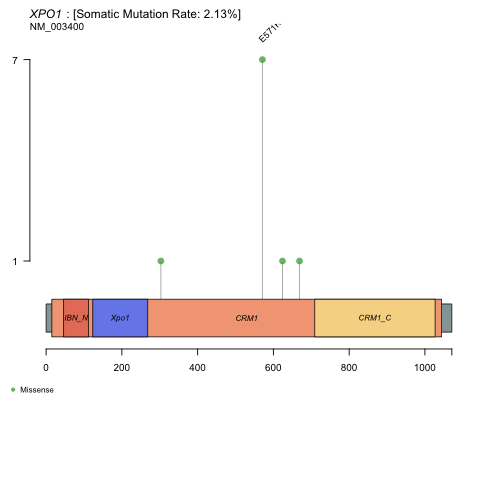 XPO1 : [Somatic Mutation Rate: 2.13%]
NM_003400
7
1
IBN_N
Xpo1
CRM1
CRM1_C
0
200
400
600
800
1000
Missense